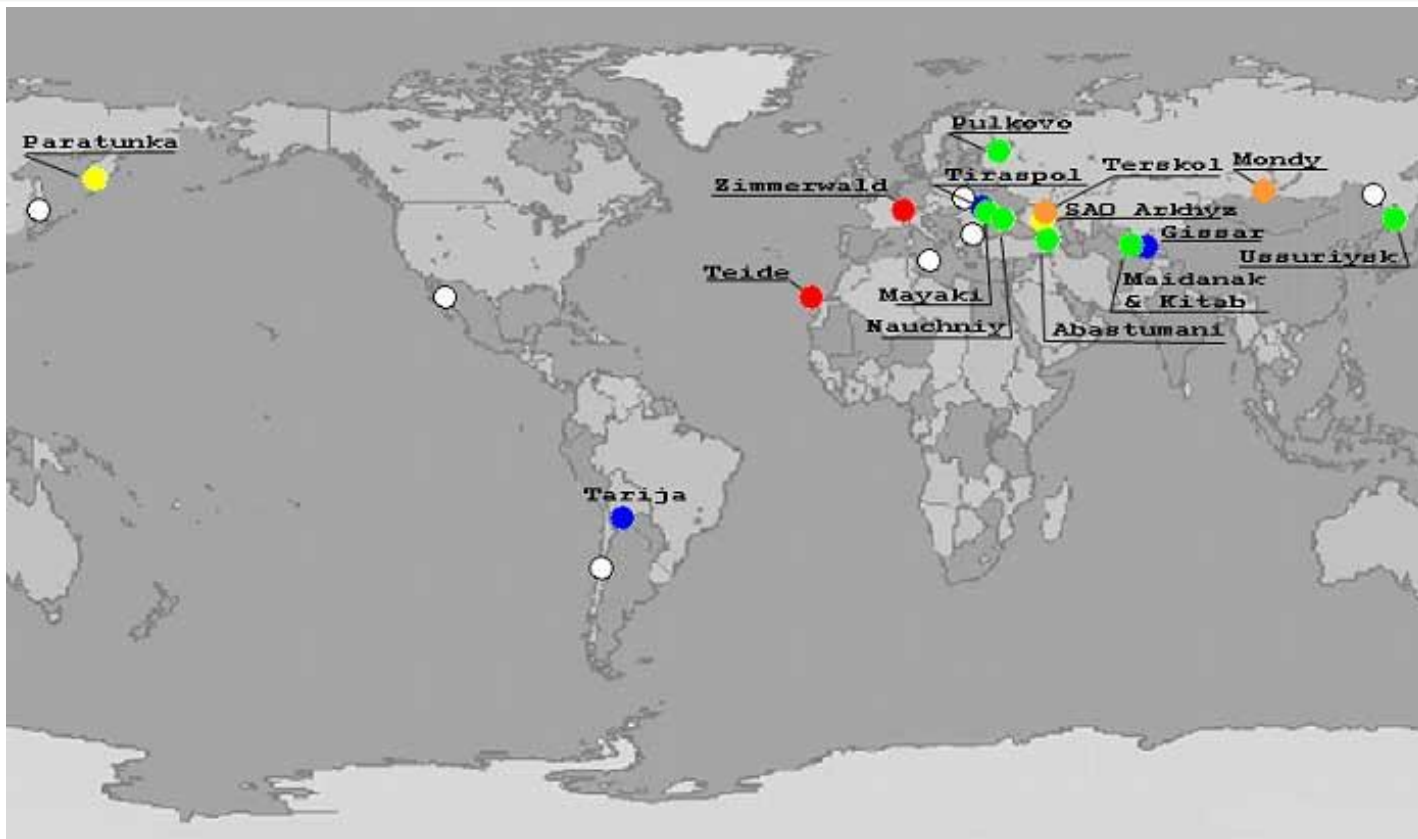 Pulkovo
Paratunka
Tiraspol
Terskol
Mondy
Zimmerwald
SAO Arkhyz
Gissar
Ussuriysk
Teide
Maidanak
& Kitab
Mayaki
Nauchniy
Abastumani
Tarija